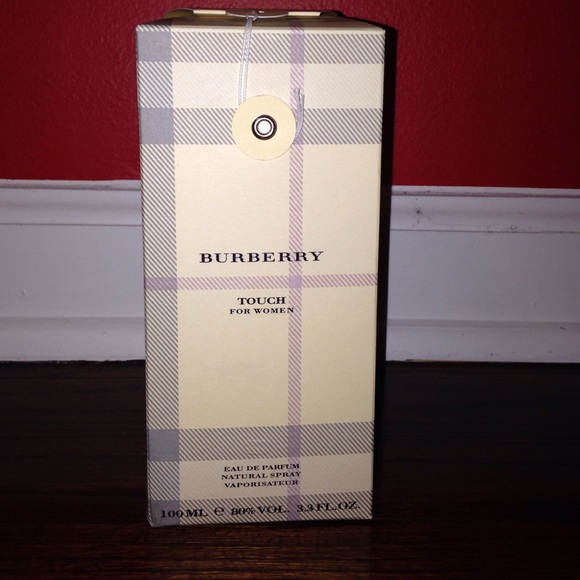 BURBERRY
TOUCH
FOR WOMEN
EAU DE PARFUM
NATURAL SPRAY
VAPORISATEUR
100 ML ℮ 80% VOL. 3.3 FL.OZ.